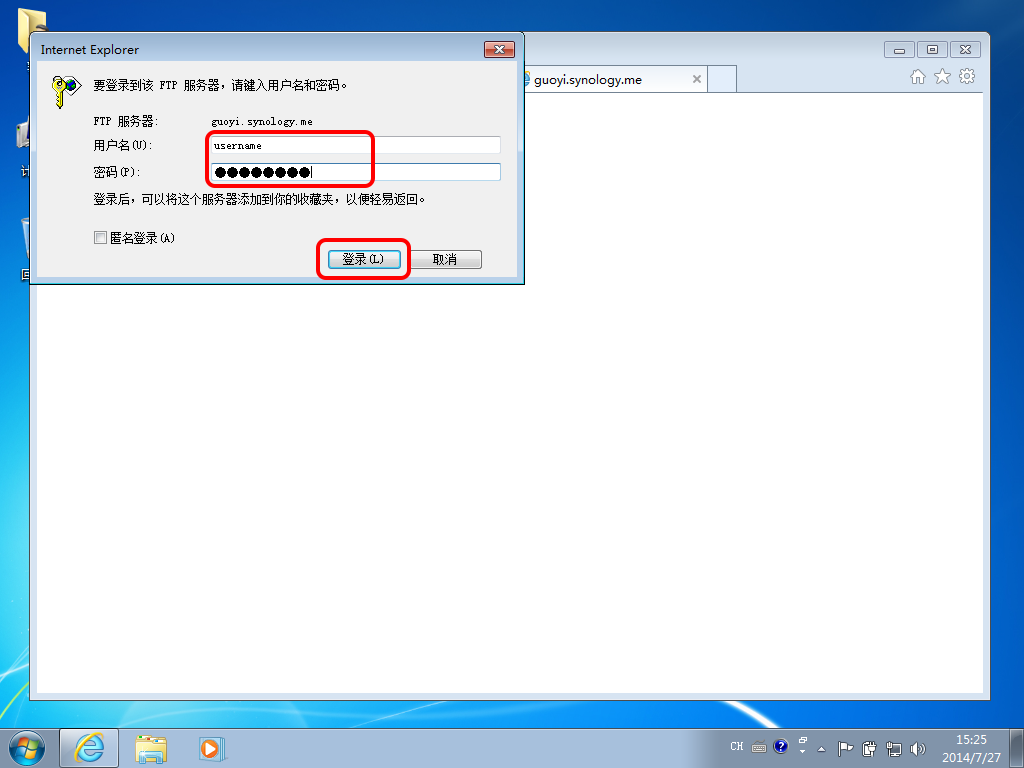 Internet Explorer
要登录到该 FTP 服务器，请键入用户名和密码。
FTP 服务器:
guoyi.synology.me
用户名(U):
username
密码(P):
●●●●●●●●
登录后，可以将这个服务器添加到你的收藏夹，以便轻易返回。
匿名登录(A)
登录(L)
取消
guoyi.synology.me
CH
15:25
2014/7/27